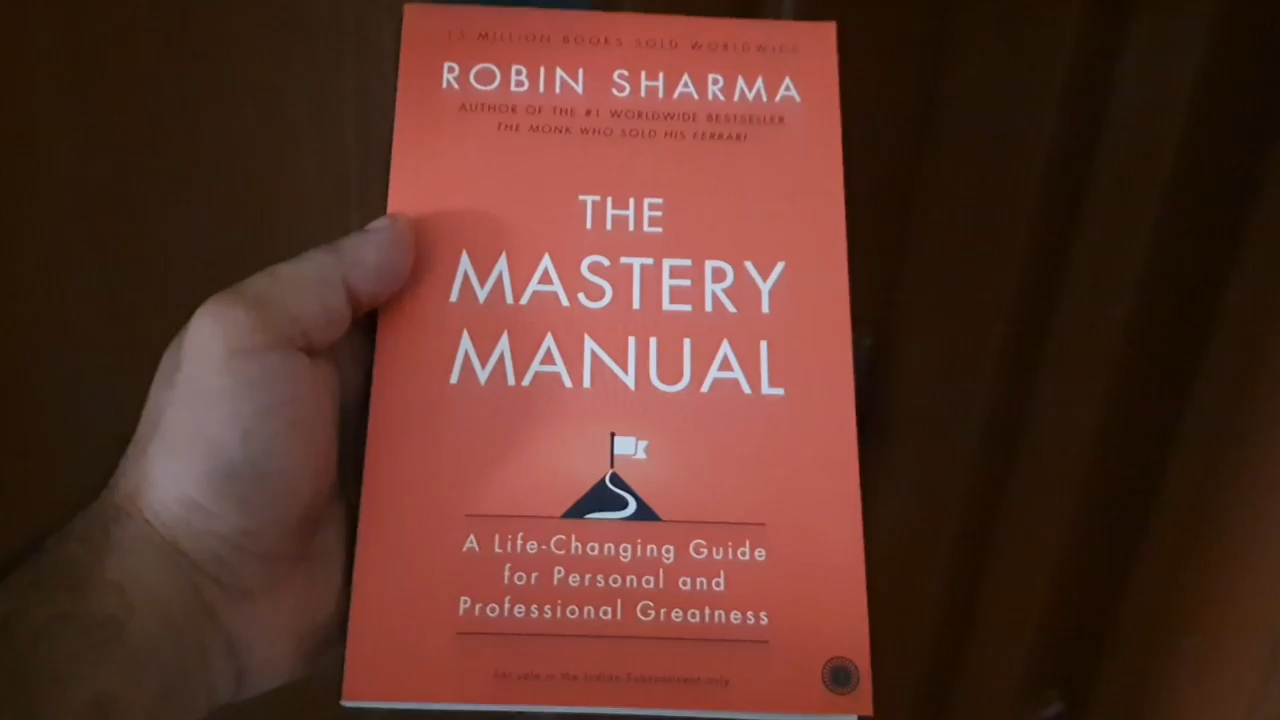 15 MILLION BOOKS SOLD WORLDWIDE
ROBIN SHARMA
AUTHOR OF THE #1 WORLDWIDE BESTSELLER
THE MONK WHO SOLD HIS FERRARI
THE
MASTERY
MANUAL
A Life-Changing Guide
for Personal and
Professional Greatness
For sale in the Indian Subcontinent only